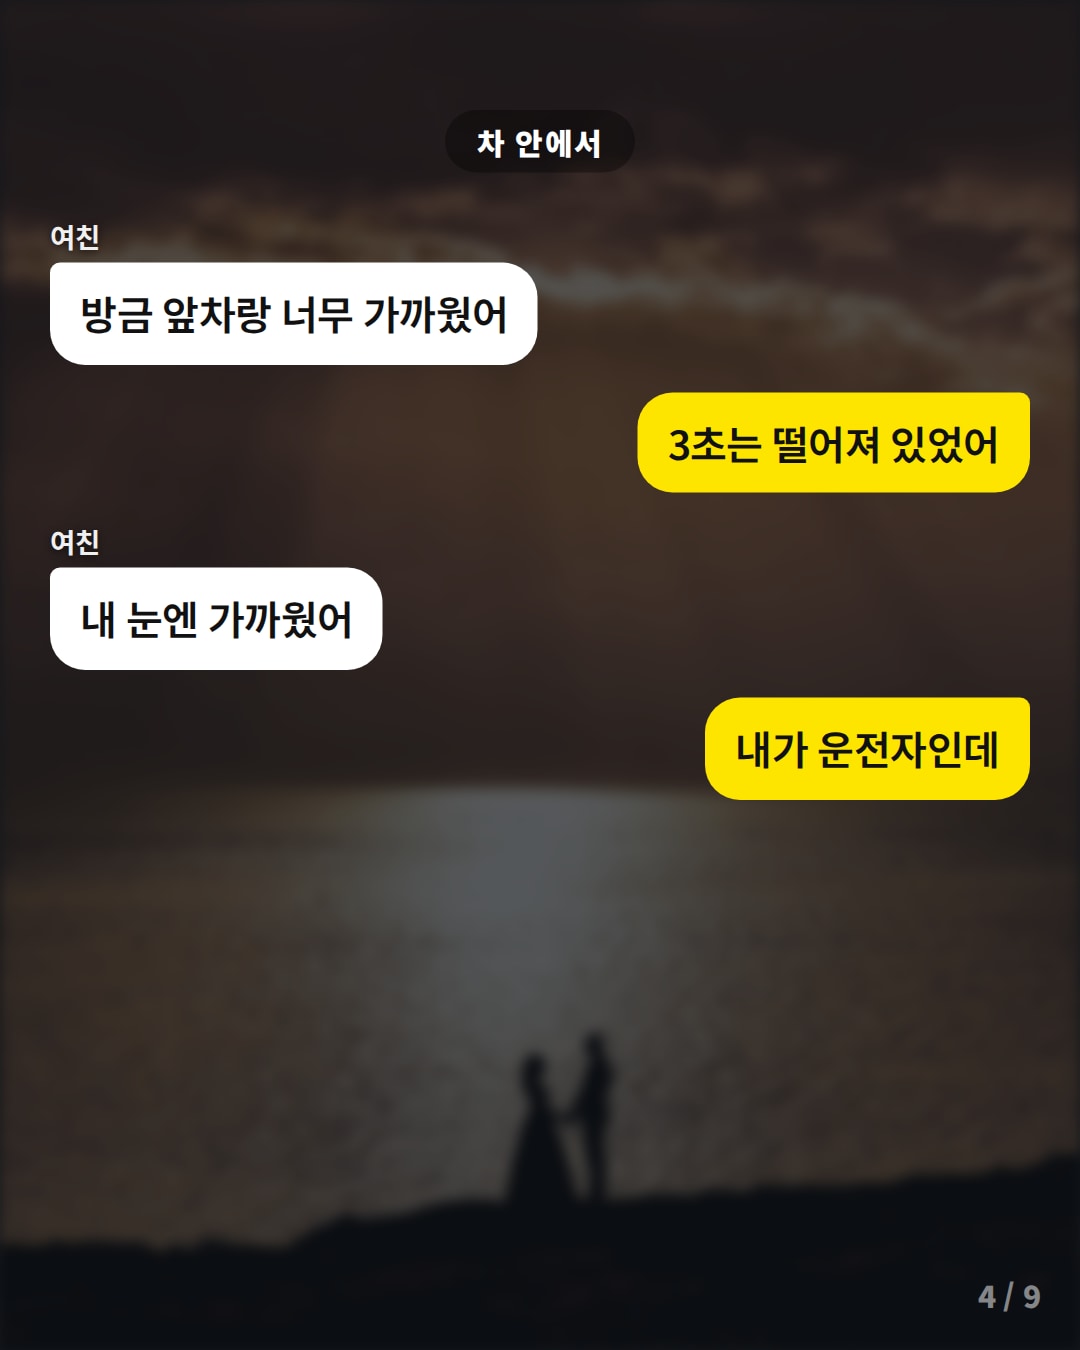 차 안에서
여친
방금 앞차랑 너무 가까웠어
3초는 떨어져 있었어
여친
내 눈엔 가까웠어
내가 운전자인데
4 / 9